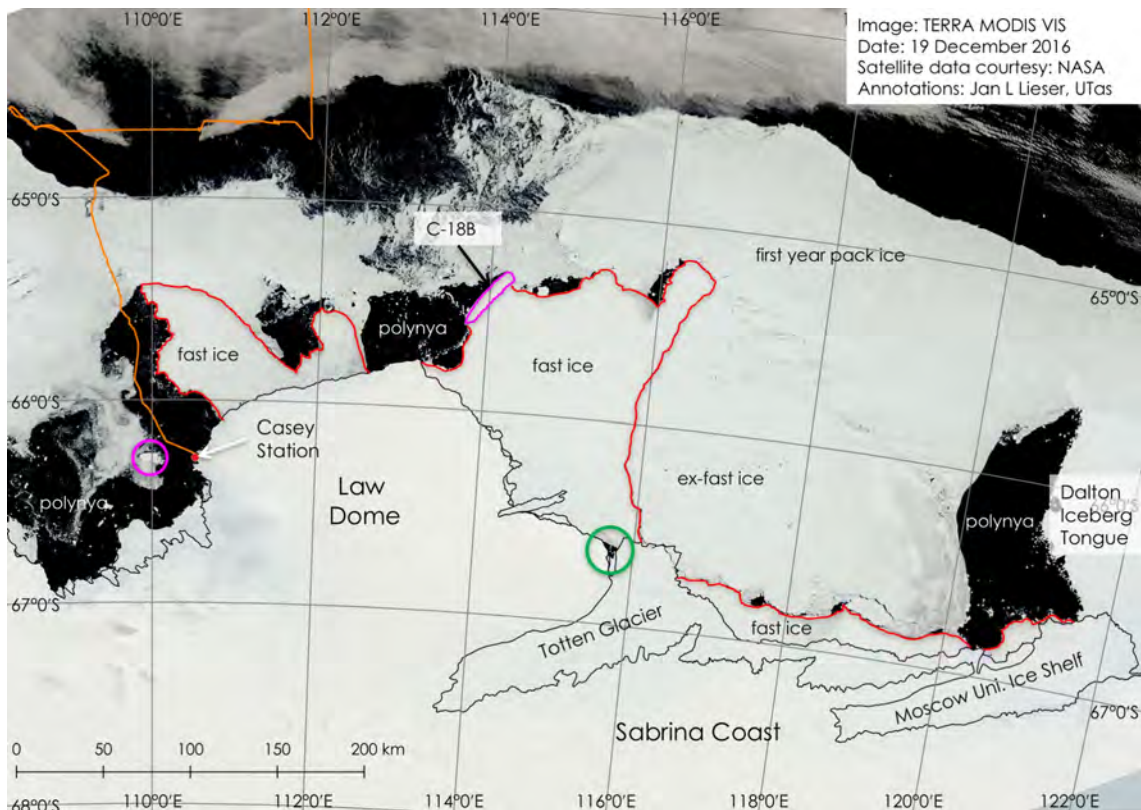 110°0'E
112°0'E
114°0'E
116°0'E
Image: TERRA MODIS VIS
Date: 19 December 2016
Satellite data courtesy: NASA
Annotations: Jan L Lieser, UTas
65°0'S
C-18B
first year pack ice
65°0'S
polynya
fast ice
fast ice
66°0'S
Casey
Station
polynya
Law
Dome
ex-fast ice
polynya
Dalton
Iceberg
Tongue
66°0'S
67°0'S
Totten Glacier
fast ice
Moscow Uni. Ice Shelf
67°0'S
Sabrina Coast
0 50 100 150 200 km
68°0'S
110°0'E
112°0'E
114°0'E
116°0'E
118°0'E
120°0'E
122°0'E